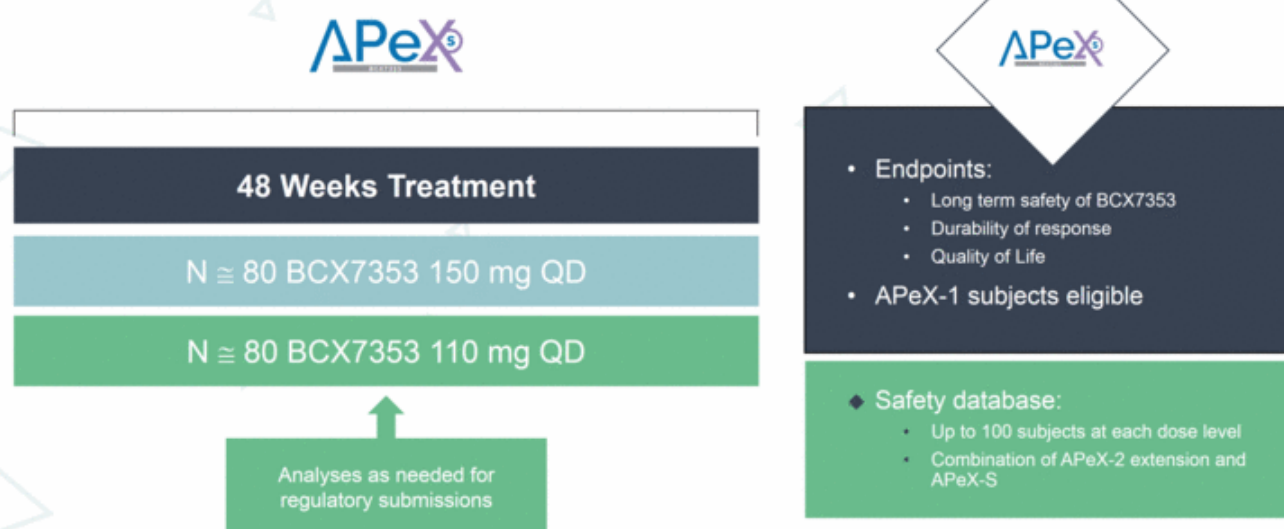 APeX
S
48 Weeks Treatment
N ≅ 80 BCX7353 150 mg QD
N ≅ 80 BCX7353 110 mg QD
Analyses as needed for
regulatory submissions
APeX
S
• Endpoints:
• Long term safety of BCX7353
• Durability of response
• Quality of Life
• APeX-1 subjects eligible
◆ Safety database:
• Up to 100 subjects at each dose level
• Combination of APeX-2 extension and
APeX-S